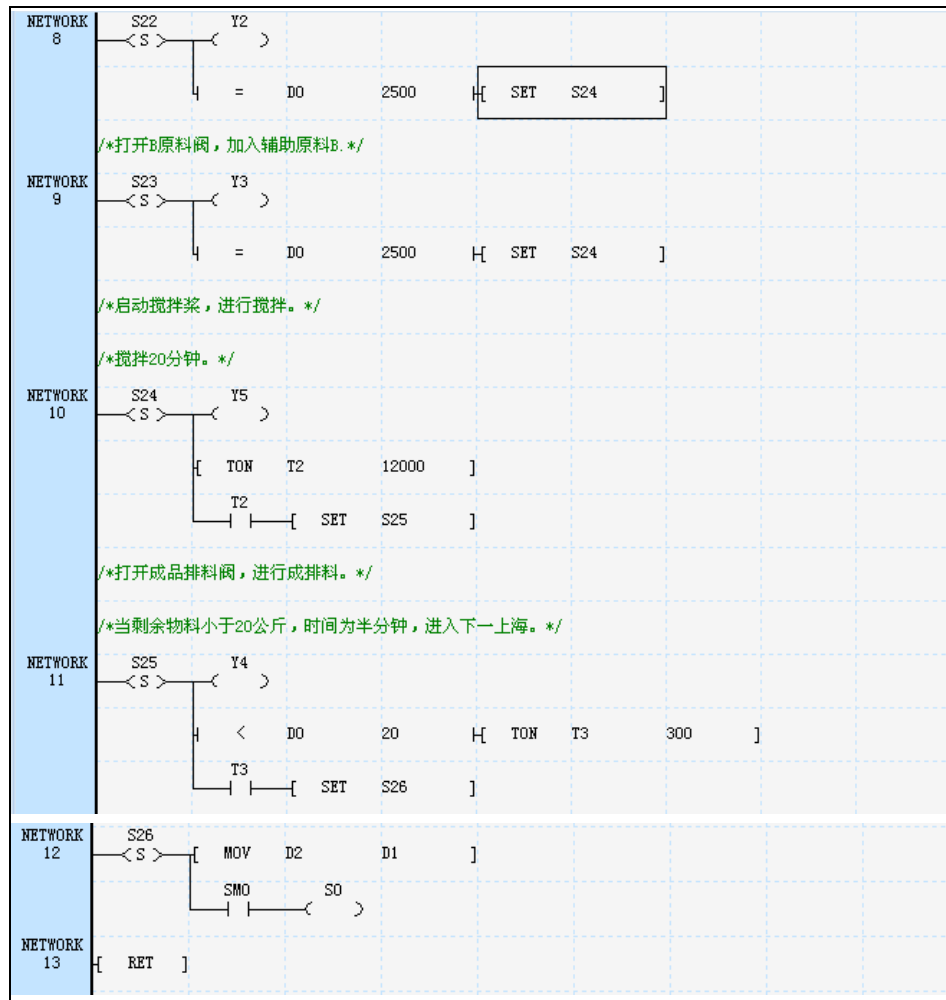 NETWORK 8 S22 Y2
S
= D0 2500 SET S24
/*打开B原料阀，加入辅助原料B.*/
NETWORK 9 S23 Y3
S
= D0 2500 SET S24
/*启动搅拌浆，进行搅拌。*/
/*搅拌20分钟。*/
NETWORK 10 S24 Y5
S
TON T2 12000
T2
SET S25
/*打开成品排料阀，进行成排料。*/
/*当剩余物料小于20公斤，时间为半分钟，进入下一上海。*/
NETWORK 11 S25 Y4
S
< D0 20 TON T3 300
T3
SET S26
NETWORK 12 S26
S MOV D2 D1
SM0 S0
NETWORK 13
RET